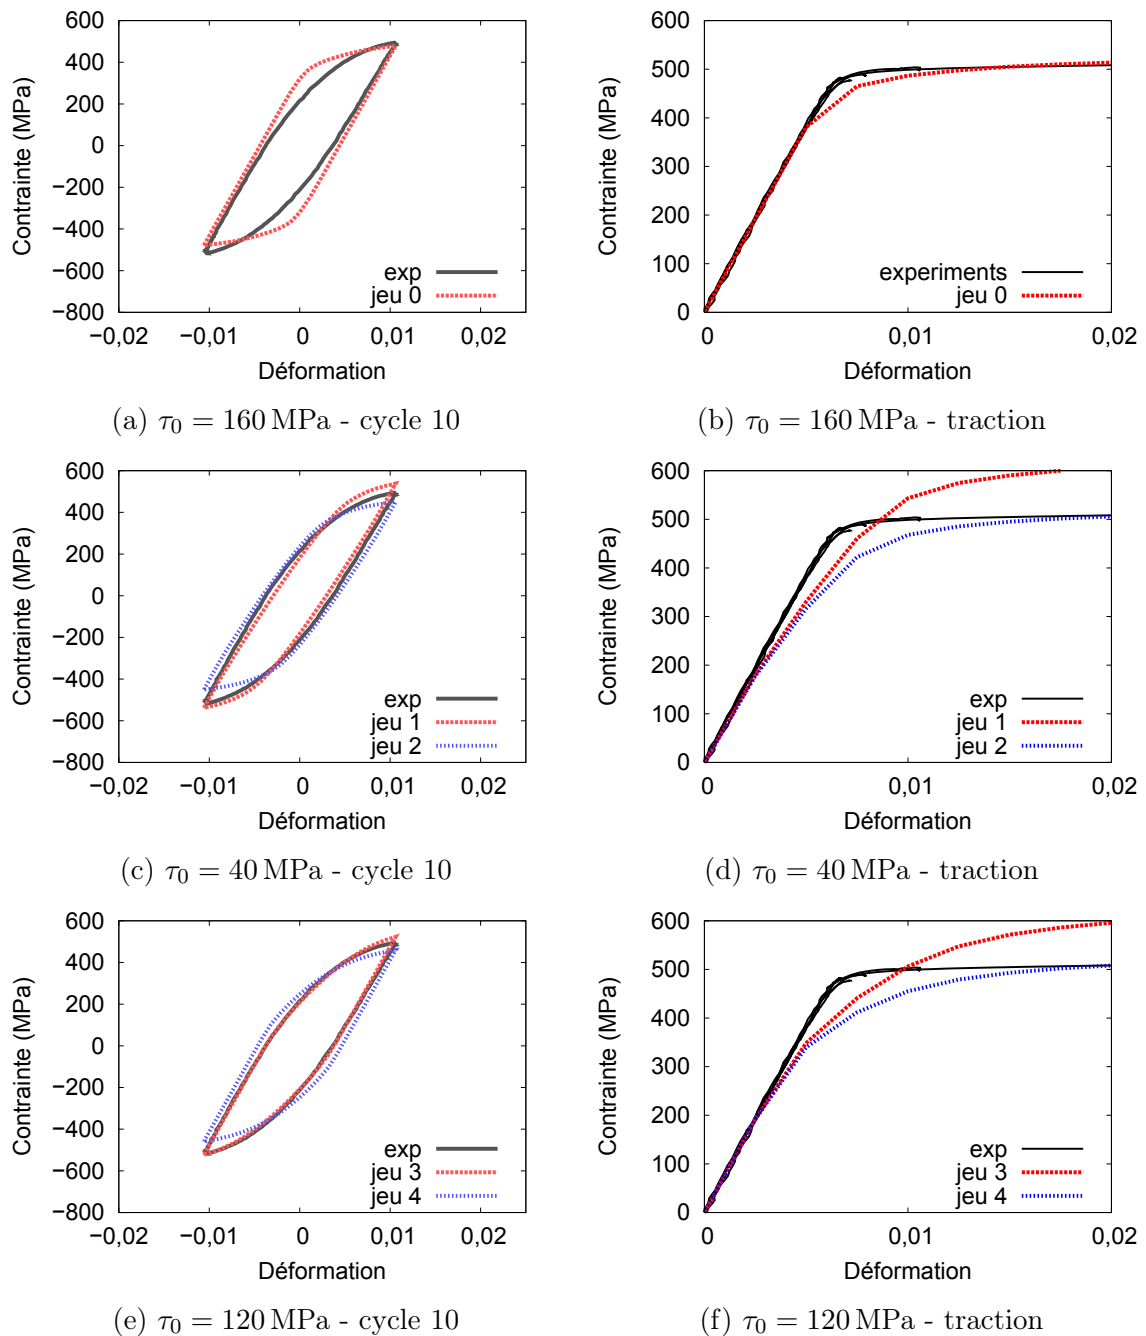 600
400
200
0
−200
−400
−600
−800
−0,02
−0,01
0
0,01
0,02
Contrainte (MPa)
Déformation
exp
jeu 0
(a) τ₀ = 160 MPa - cycle 10
600
500
400
300
200
100
0
0
0,01
0,02
Contrainte (MPa)
Déformation
experiments
jeu 0
(b) τ₀ = 160 MPa - traction
600
400
200
0
−200
−400
−600
−800
−0,02
−0,01
0
0,01
0,02
Contrainte (MPa)
Déformation
exp
jeu 1
jeu 2
(c) τ₀ = 40 MPa - cycle 10
600
500
400
300
200
100
0
0
0,01
0,02
Contrainte (MPa)
Déformation
exp
jeu 1
jeu 2
(d) τ₀ = 40 MPa - traction
600
400
200
0
−200
−400
−600
−800
−0,02
−0,01
0
0,01
0,02
Contrainte (MPa)
Déformation
exp
jeu 3
jeu 4
(e) τ₀ = 120 MPa - cycle 10
600
500
400
300
200
100
0
0
0,01
0,02
Contrainte (MPa)
Déformation
exp
jeu 3
jeu 4
(f) τ₀ = 120 MPa - traction